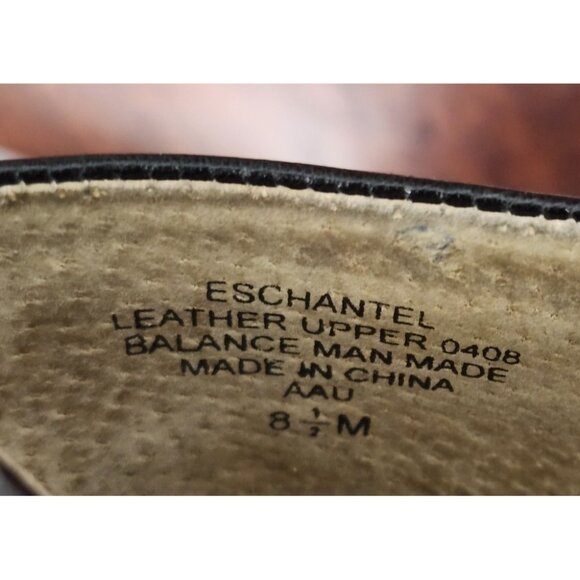 ESCHANTEL
LEATHER UPPER 0408
BALANCE MAN MADE
MADE IN CHINA
AAU
8 ½ M